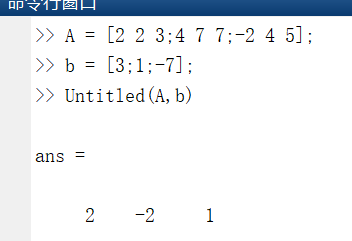 命令行窗口
>> A = [2 2 3;4 7 7;-2 4 5];
>> b = [3;1;-7];
>> Untitled(A,b)
ans =
2 -2 1